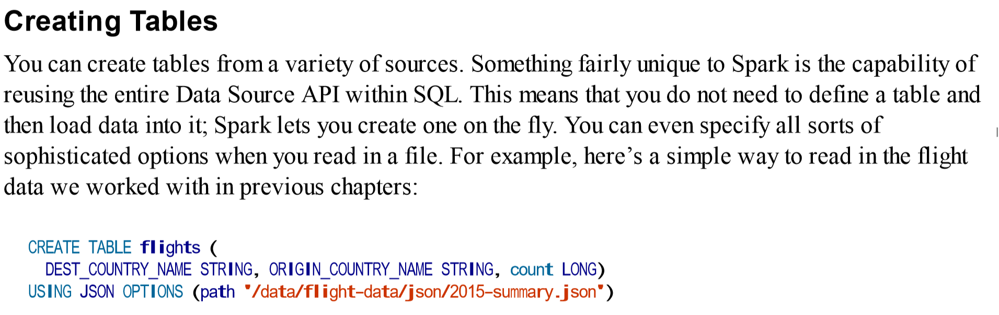 Creating Tables
You can create tables from a variety of sources. Something fairly unique to Spark is the capability of
reusing the entire Data Source API within SQL. This means that you do not need to define a table and
then load data into it; Spark lets you create one on the fly. You can even specify all sorts of
sophisticated options when you read in a file. For example, here’s a simple way to read in the flight
data we worked with in previous chapters:
CREATE TABLE flights (
  DEST_COUNTRY_NAME STRING, ORIGIN_COUNTRY_NAME STRING, count LONG)
USING JSON OPTIONS (path '/data/flight-data/json/2015-summary.json')